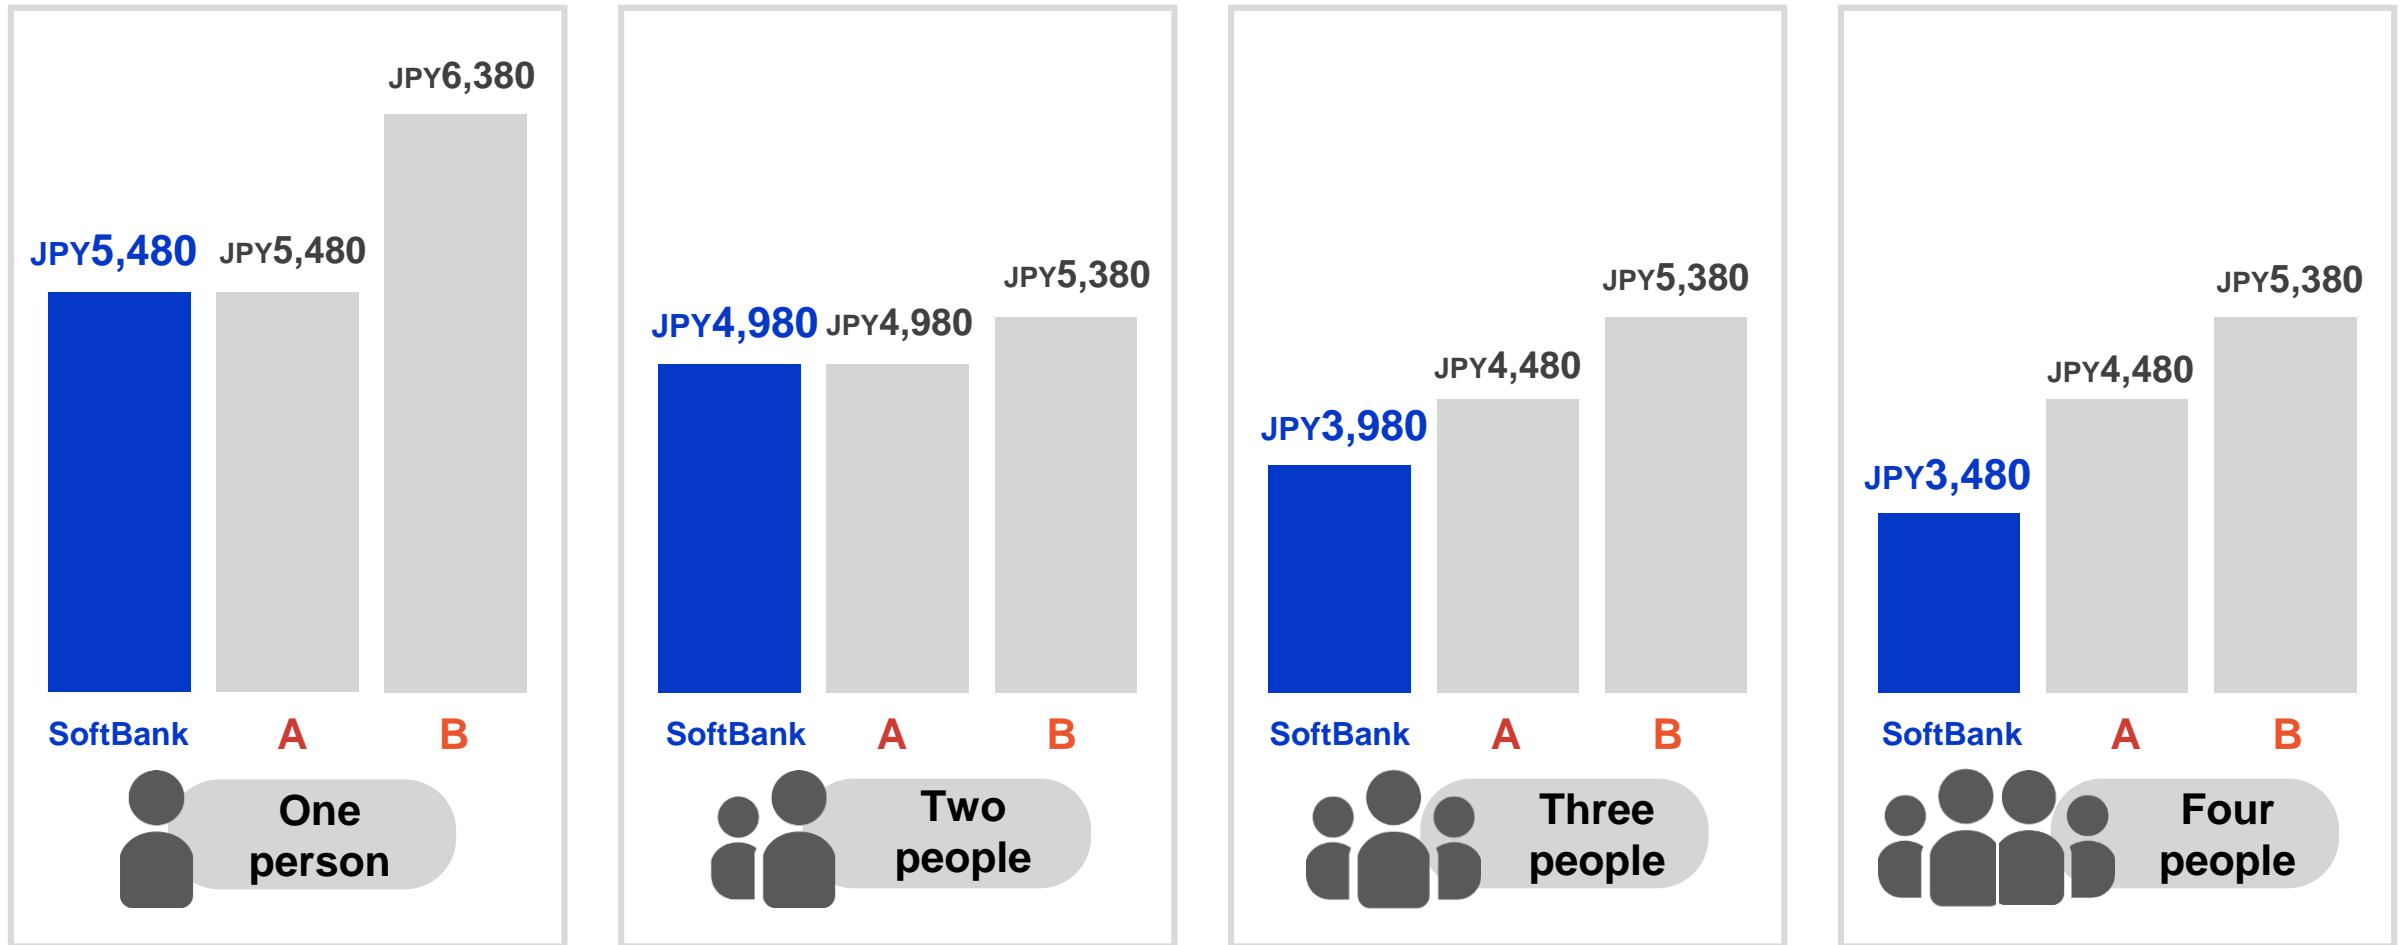 JPY6,380
JPY5,480
JPY5,480
SoftBank
A
B
One
person
JPY5,380
JPY4,980
JPY4,980
SoftBank
A
B
Two
people
JPY5,380
JPY4,480
JPY3,980
SoftBank
A
B
Three
people
JPY5,380
JPY4,480
JPY3,480
SoftBank
A
B
Four
people